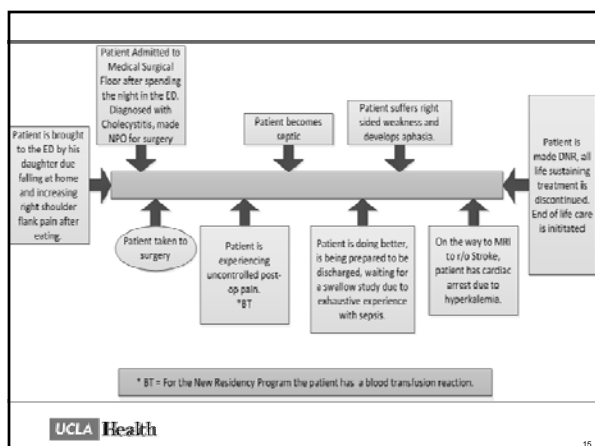 Patient is brought
to the ED by his
daughter due
falling at home
and increasing
right shoulder
flank pain after
eating.
Patient Admitted to
Medical Surgical
Floor after spending
the night in the ED.
Diagnosed with
Cholecystitis, made
NPO for surgery
Patient taken to
surgery
Patient is
experiencing
uncontrolled post-
op pain.
*BT
Patient becomes
septic
Patient is doing better,
is being prepared to be
discharged, waiting for
a swallow study due to
exhaustive experience
with sepsis.
Patient suffers right
sided weakness and
develops aphasia.
On the way to MRI
to r/o Stroke,
patient has cardiac
arrest due to
hyperkalemia.
Patient is
made DNR, all
life sustaining
treatment is
discontinued.
End of life care
is inititated
* BT = For the New Residency Program the patient has a blood transfusion reaction.
UCLA Health
15